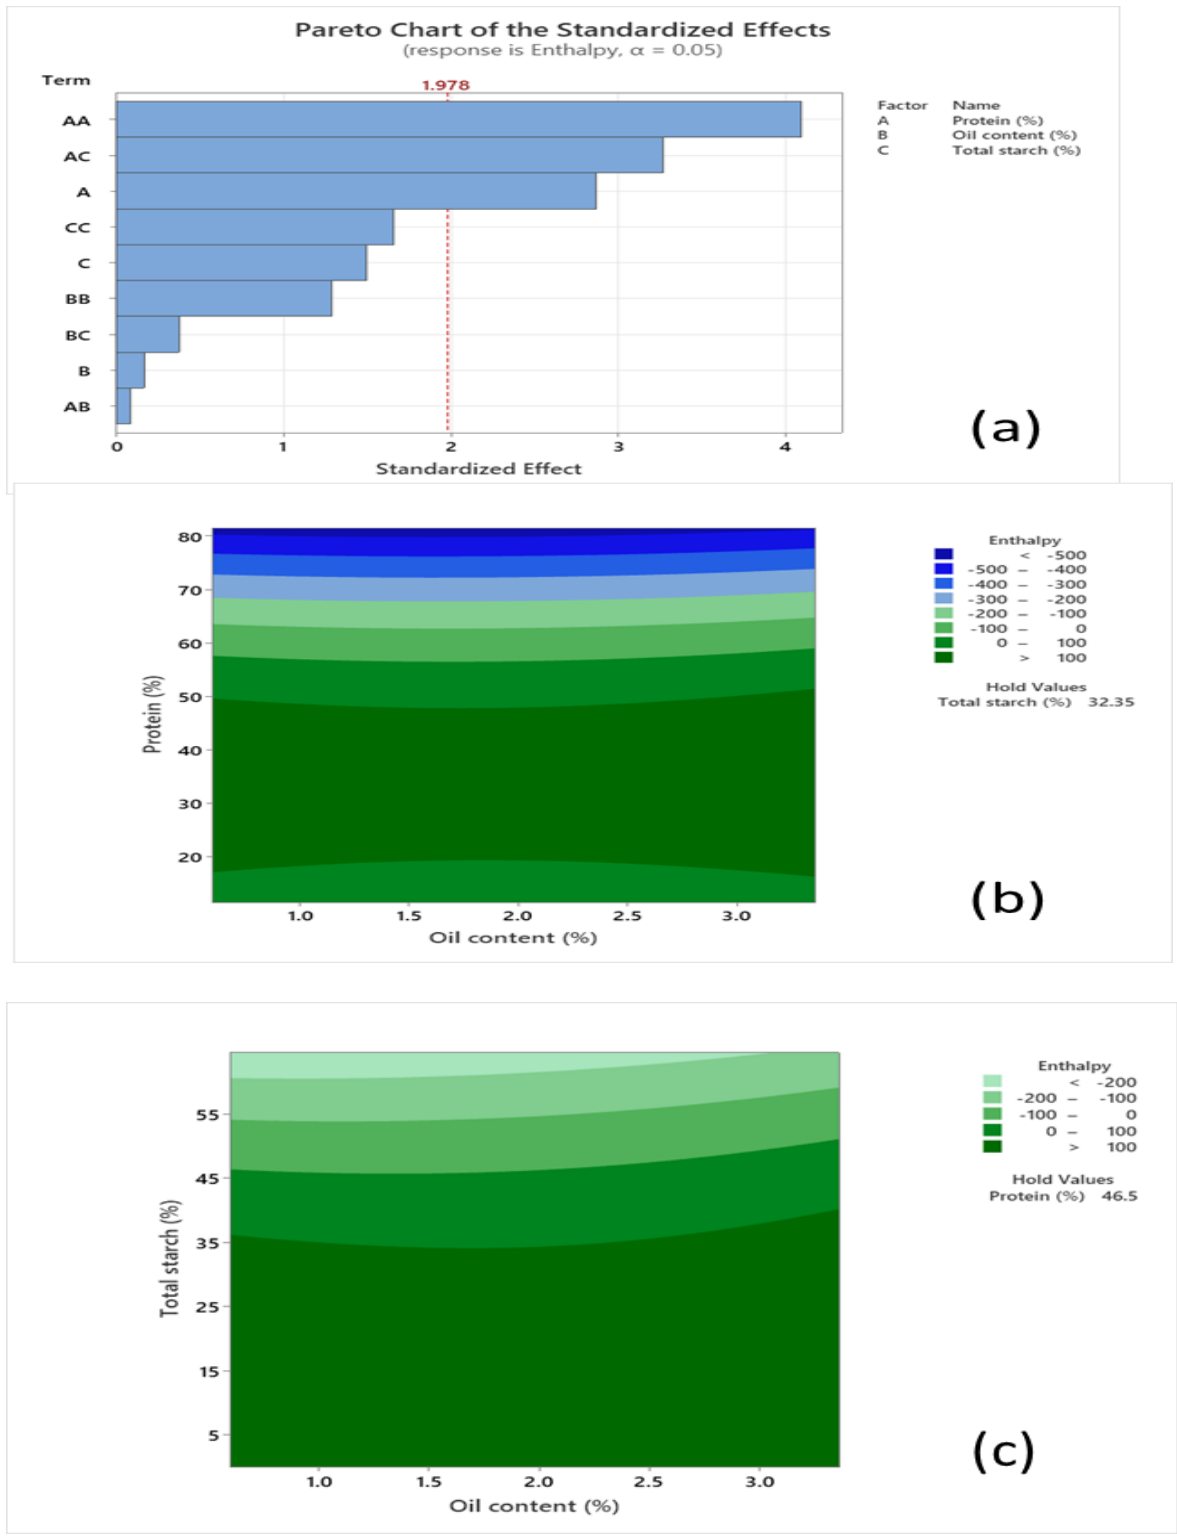 Pareto Chart of the Standardized Effects
(response is Enthalpy, α = 0.05)
Term
1.978
AA
AC
A
CC
C
BB
BC
B
AB
0 1 2 3 4
Standardized Effect
Factor Name
A Protein (%)
B Oil content (%)
C Total starch (%)
(a)
Protein (%)
80
70
60
50
40
30
20
1.0 1.5 2.0 2.5 3.0
Oil content (%)
Enthalpy
< -500
-500 – -400
-400 – -300
-300 – -200
-200 – -100
-100 – 0
0 – 100
> 100
Hold Values
Total starch (%) 32.35
(b)
Total starch (%)
55
45
35
25
15
5
1.0 1.5 2.0 2.5 3.0
Oil content (%)
Enthalpy
< -200
-200 – -100
-100 – 0
0 – 100
> 100
Hold Values
Protein (%) 46.5
(c)